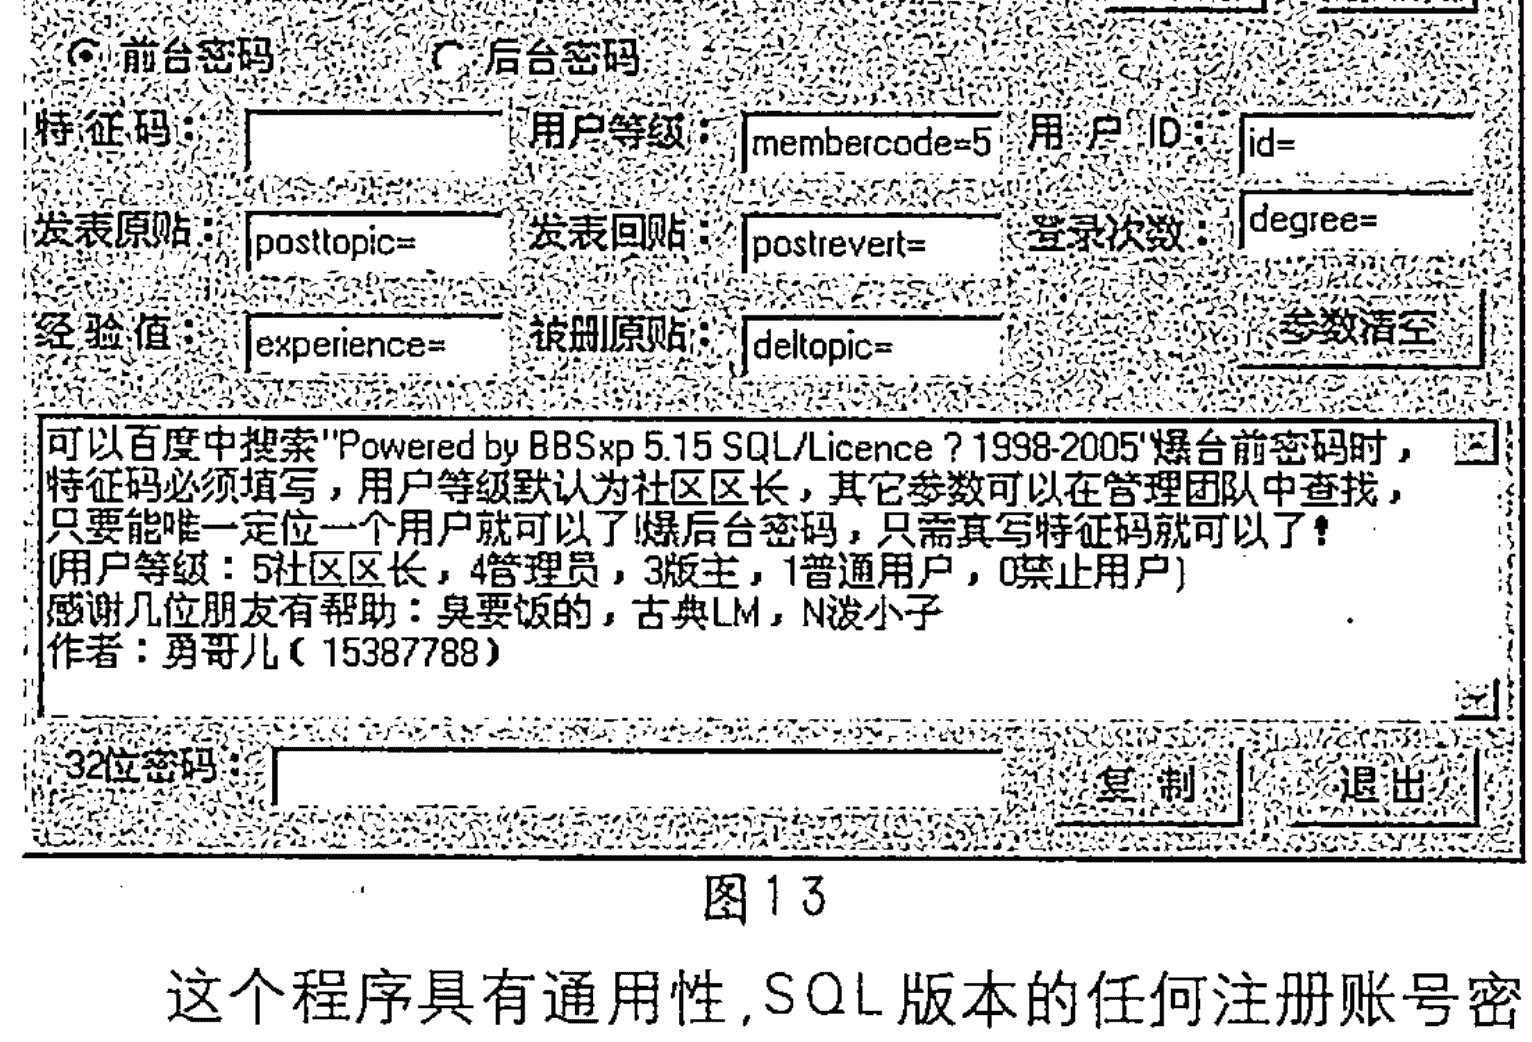 前台密码 后台密码
特征码： 用户等级： membercode=5 用户ID： id=
发表原贴： posttopic= 发表回贴： postrevert= 登录次数： degree=
经验值： experience= 被删原贴： deltopic= 参数清空
可以百度中搜索"Powered by BBSxp 5.15 SQL/Licence ? 1998-2005"爆台前密码时，
特征码必须填写，用户等级默认为社区区长，其它参数可以在管理团队中查找，
只要能唯一定位一个用户就可以了!爆后台密码，只需真写特征码就可以了！
(用户等级：5社区区长，4管理员，3版主，1普通用户，0禁止用户)
感谢几位朋友有帮助：臭要饭的，古典LM，N泼小子
作者：勇哥儿（15387788）
32位密码： 复制 退出
图13
这个程序具有通用性,SQL版本的任何注册账号密